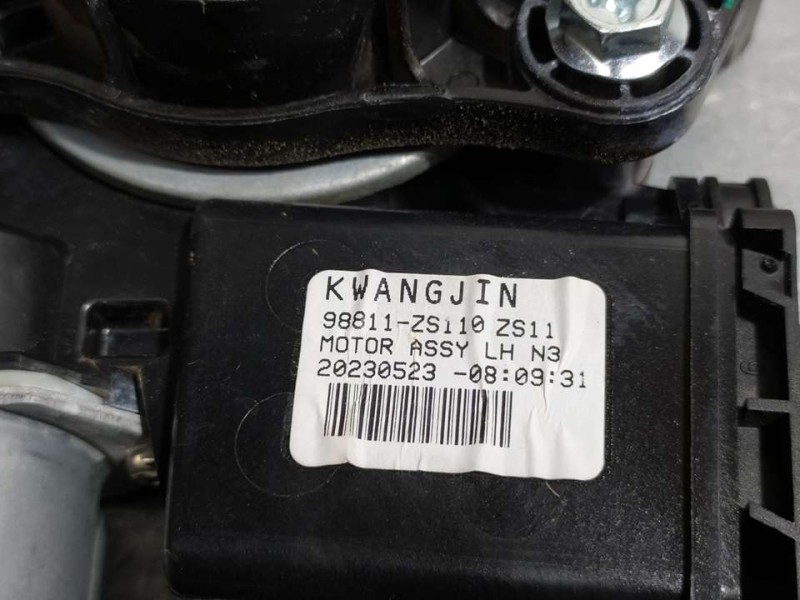 KWANGJIN
98811-ZS110 ZS11
MOTOR ASSY LH N3
20230523 -08:09:31